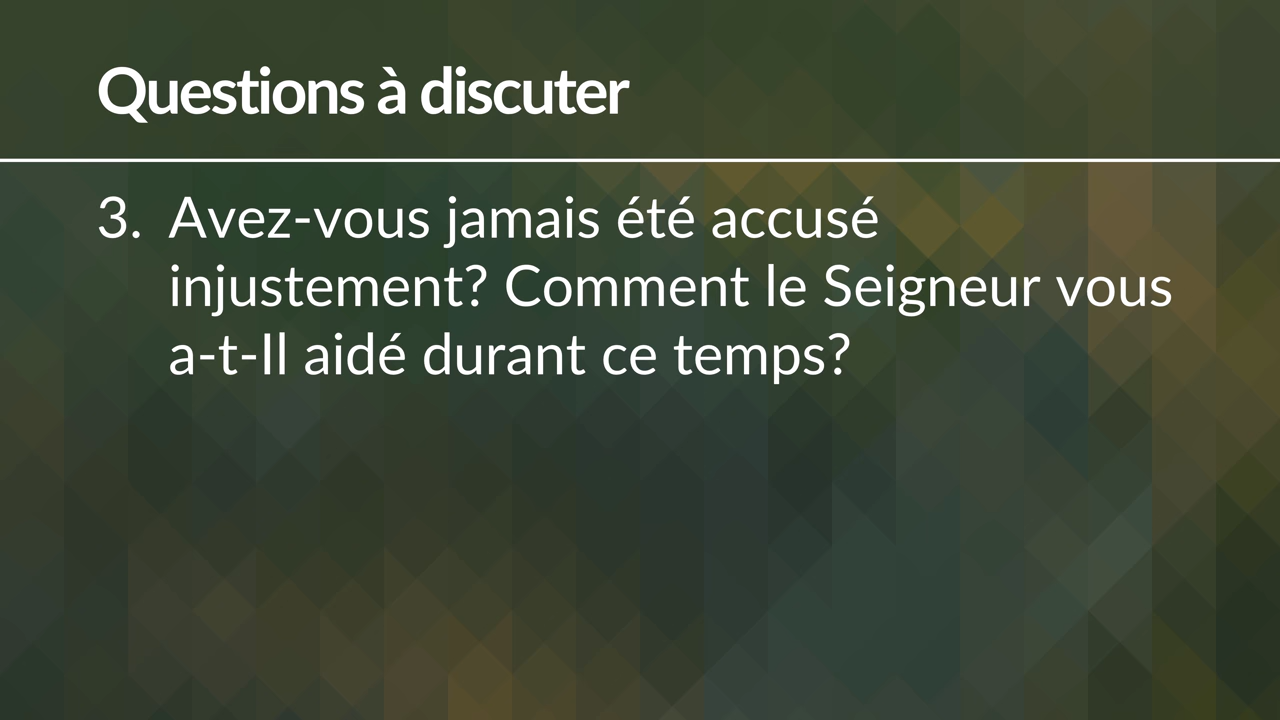 Questions à discuter
3. Avez-vous jamais été accusé
injustement? Comment le Seigneur vous
a-t-Il aidé durant ce temps?